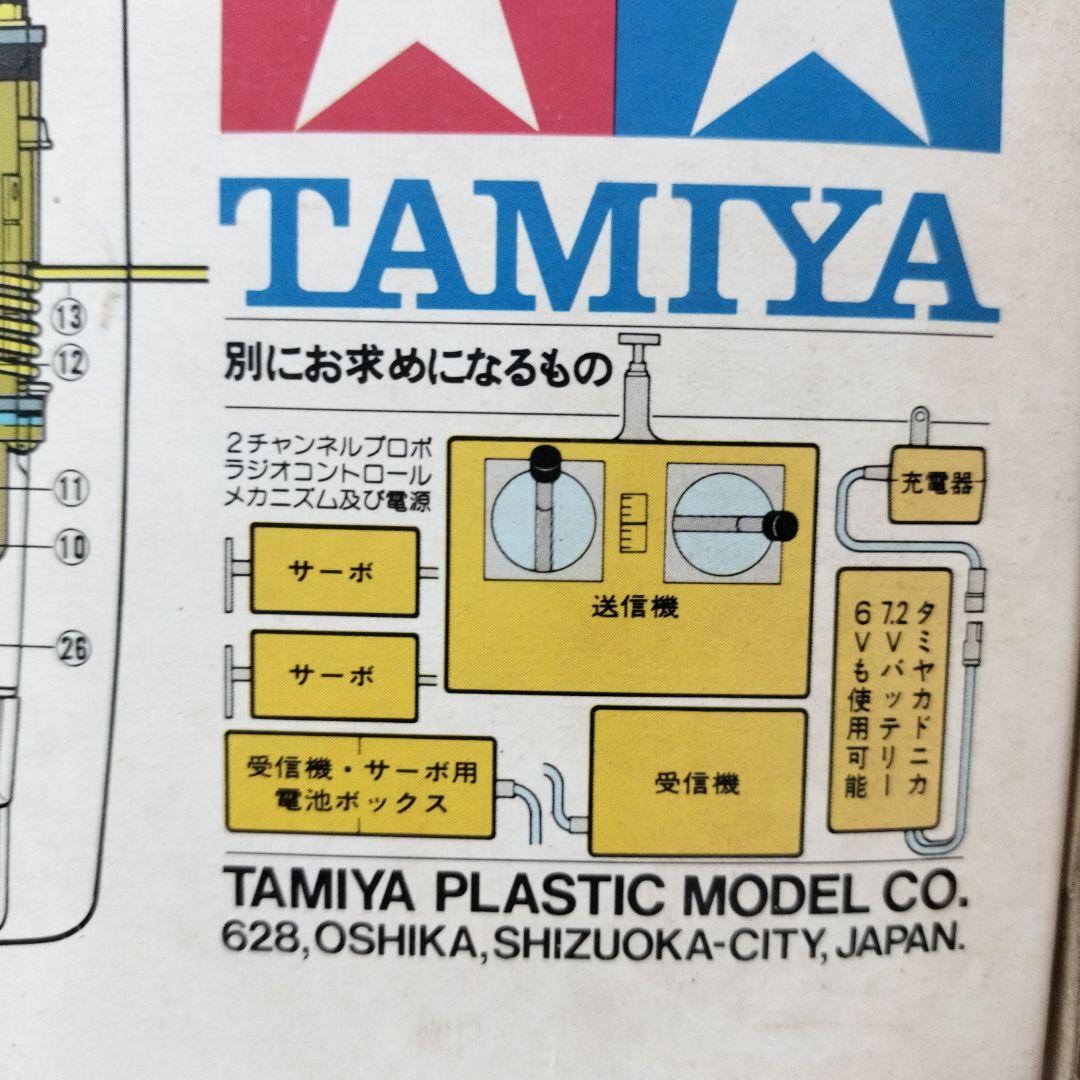 TAMIYA
別にお求めになるもの
2チャンネルプロポ
ラジオコントロール
メカニズム及び電源
サーボ
サーボ
受信機・サーボ用
電池ボックス
送信機
受信機
充電器
タミヤカドニカ
7.2Vバッテリー
6Vも使用可能
⑬
⑫
⑪
⑩
㉖
TAMIYA PLASTIC MODEL CO.
628, OSHIKA, SHIZUOKA-CITY, JAPAN.